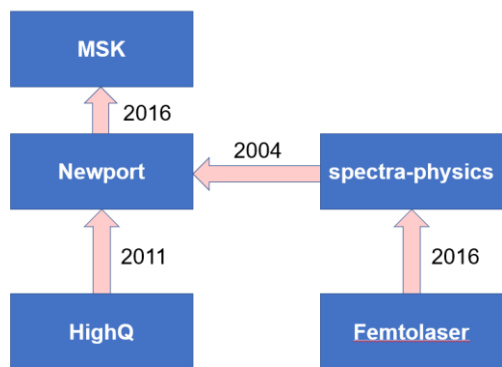 MSK
2016
2004
Newport
spectra-physics
2011
2016
HighQ
Femtolaser